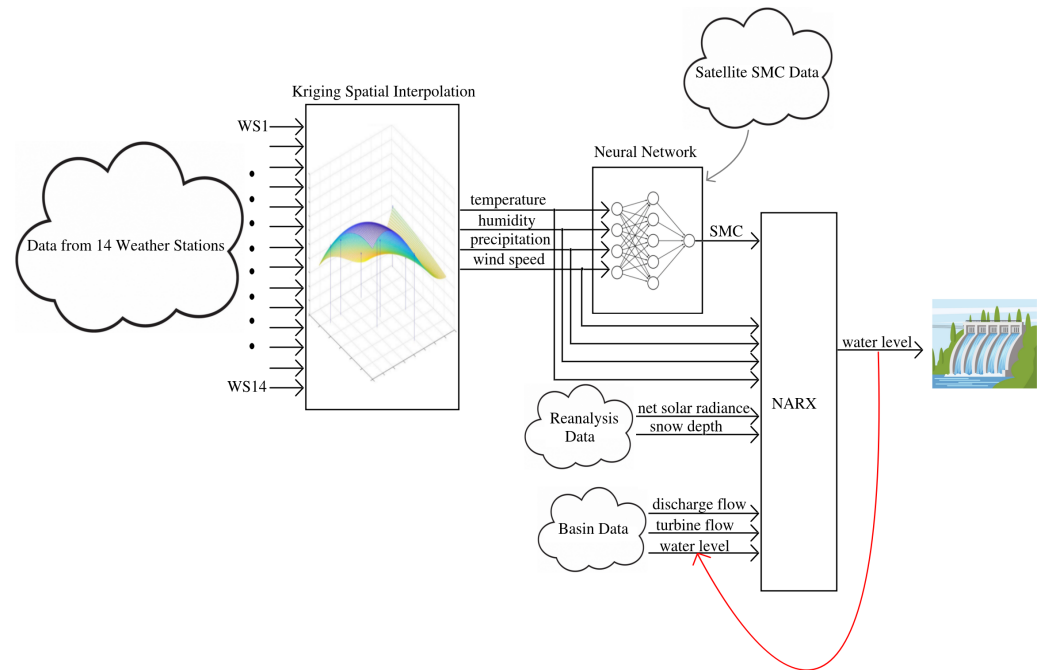 Satellite SMC Data
Kriging Spatial Interpolation
WS1
Neural Network
temperature
humidity
precipitation
wind speed
SMC
Data from 14 Weather Stations
water level
WS14
NARX
Reanalysis
Data
net solar radiance
snow depth
Basin Data
discharge flow
turbine flow
water level